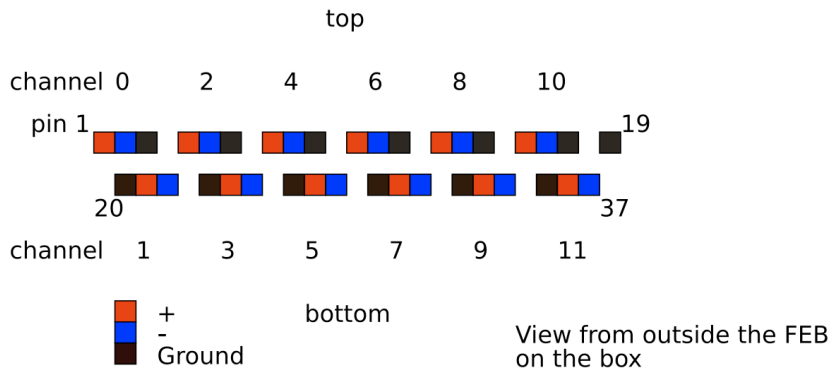 top
channel 0 2 4 6 8 10
pin 1 19
20 37
channel 1 3 5 7 9 11
+
-
Ground
bottom
View from outside the FEB
on the box